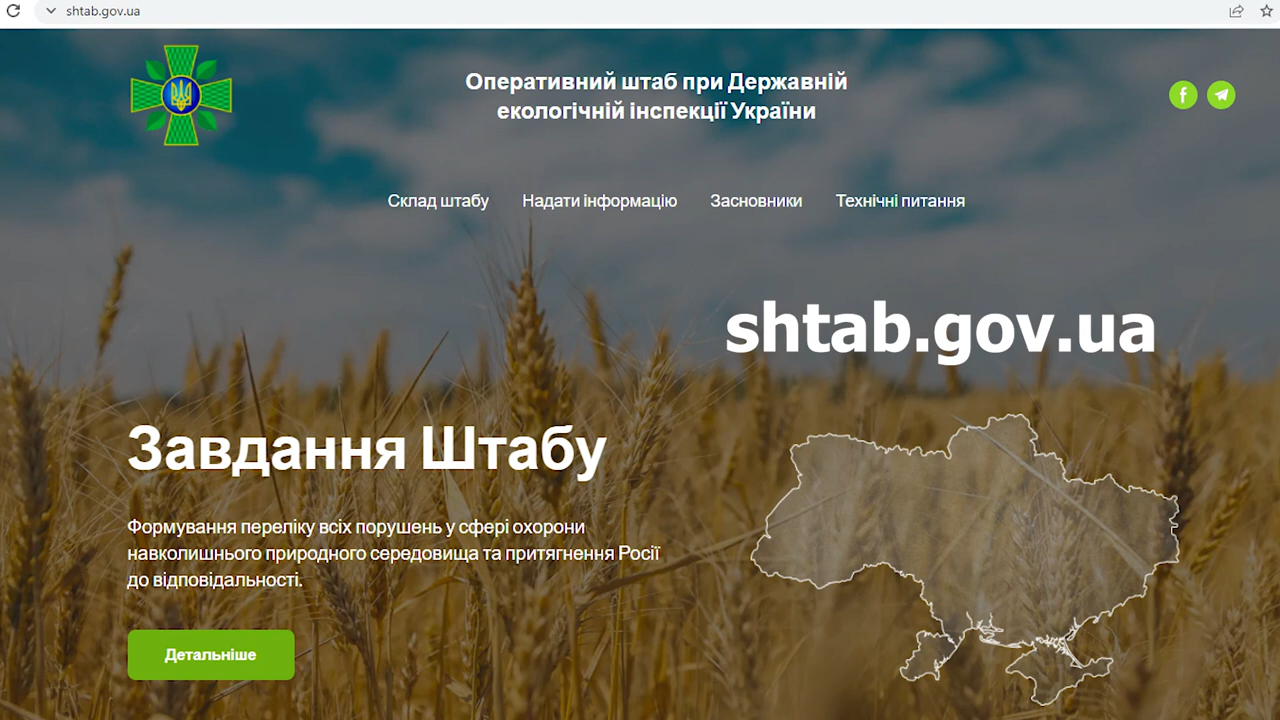 shtab.gov.ua
Оперативний штаб при Державній
екологічній інспекції України
Склад штабу Надати інформацію Засновники Технічні питання
shtab.gov.ua
Завдання Штабу
Формування переліку всіх порушень у сфері охорони
навколишнього природного середовища та притягнення Росії
до відповідальності.
Детальніше